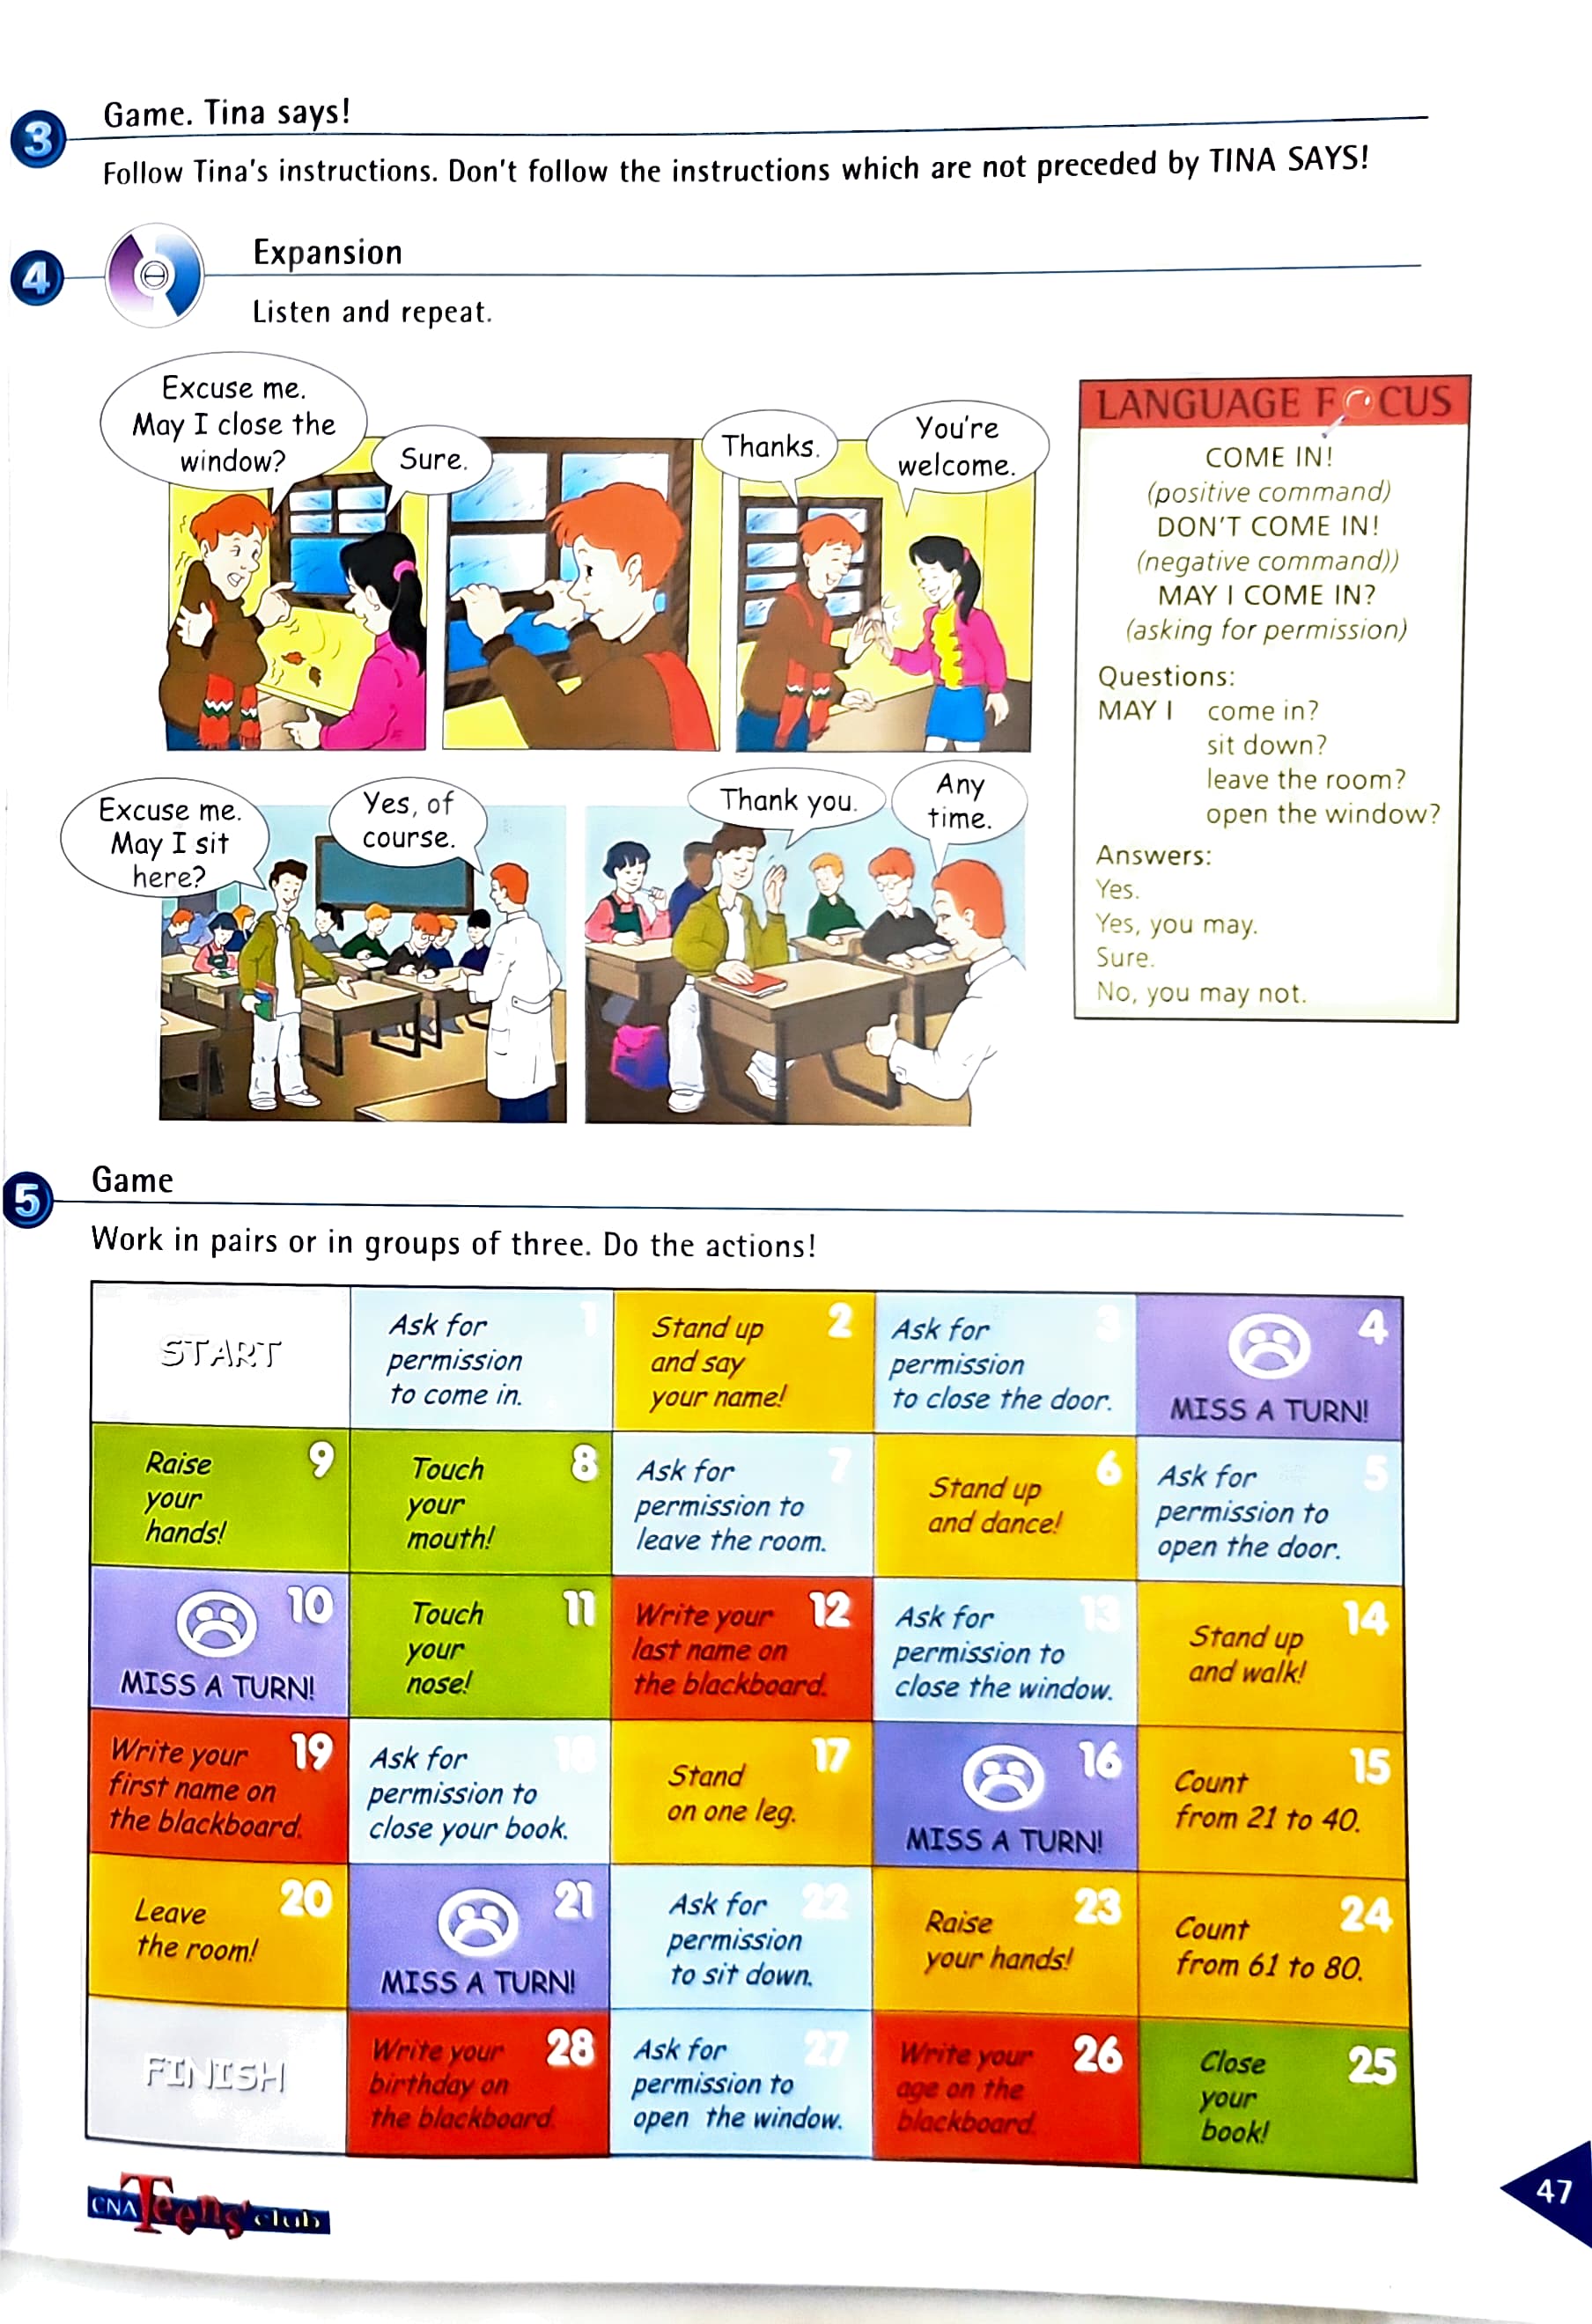 3
Game. Tina says!
Follow Tina's instructions. Don't follow the instructions which are not preceded by TINA SAYS!
4
Expansion
Listen and repeat.
Excuse me.
May I close the
window?
Sure.
Thanks.
You're
welcome.
Excuse me.
May I sit
here?
Yes, of
course.
Thank you.
Any
time.
LANGUAGE FOCUS
COME IN!
(positive command)
DON'T COME IN!
(negative command))
MAY I COME IN?
(asking for permission)
Questions:
MAY I come in?
sit down?
leave the room?
open the window?
Answers:
Yes.
Yes, you may.
Sure.
No, you may not.
5
Game
Work in pairs or in groups of three. Do the actions!
START
1
Ask for
permission
to come in.
2
Stand up
and say
your name!
3
Ask for
permission
to close the door.
4
MISS A TURN!
9
Raise
your
hands!
8
Touch
your
mouth!
7
Ask for
permission to
leave the room.
6
Stand up
and dance!
5
Ask for
permission to
open the door.
10
MISS A TURN!
11
Touch
your
nose!
12
Write your
last name on
the blackboard.
13
Ask for
permission to
close the window.
14
Stand up
and walk!
19
Write your
first name on
the blackboard.
18
Ask for
permission to
close your book.
17
Stand
on one leg.
16
MISS A TURN!
15
Count
from 21 to 40.
20
Leave
the room!
21
MISS A TURN!
22
Ask for
permission
to sit down.
23
Raise
your hands!
24
Count
from 61 to 80.
FINISH
28
Write your
birthday on
the blackboard.
27
Ask for
permission to
open the window.
26
Write your
age on the
blackboard.
25
Close
your
book!
CNA Teens' club
47